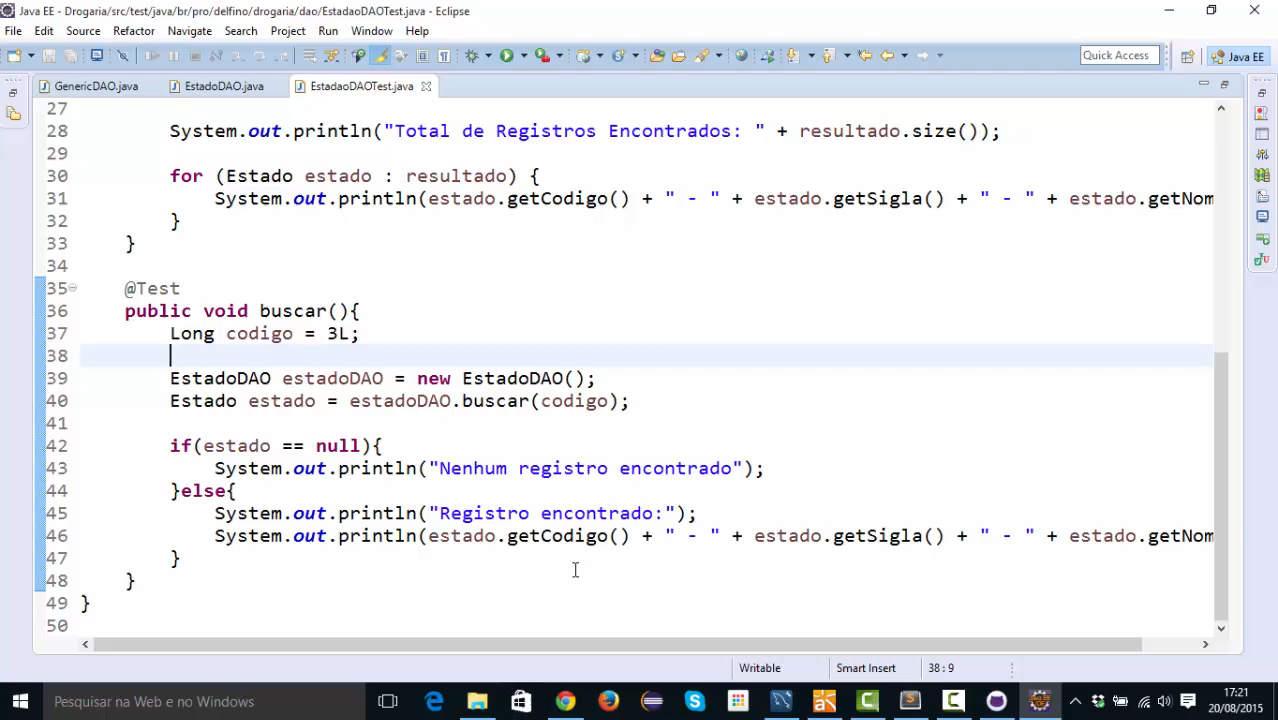 Java EE - Drogaria/src/test/java/br/pro/delfino/drogaria/dao/EstadaoDAOTest.java - Eclipse
File Edit Source Refactor Navigate Search Project Run Window Help
Quick Access Java EE
GenericDAO.java EstadoDAO.java EstadaoDAOTest.java
27
28 System.out.println("Total de Registros Encontrados: " + resultado.size());
29
30 for (Estado estado : resultado) {
31 System.out.println(estado.getCodigo() + " - " + estado.getSigla() + " - " + estado.getNom
32 }
33 }
34
35 @Test
36 public void buscar(){
37 Long codigo = 3L;
38
39 EstadoDAO estadoDAO = new EstadoDAO();
40 Estado estado = estadoDAO.buscar(codigo);
41
42 if(estado == null){
43 System.out.println("Nenhum registro encontrado");
44 }else{
45 System.out.println("Registro encontrado:");
46 System.out.println(estado.getCodigo() + " - " + estado.getSigla() + " - " + estado.getNom
47 }
48 }
49 }
50
Writable Smart Insert 38 : 9
Pesquisar na Web e no Windows
17:21
20/08/2015